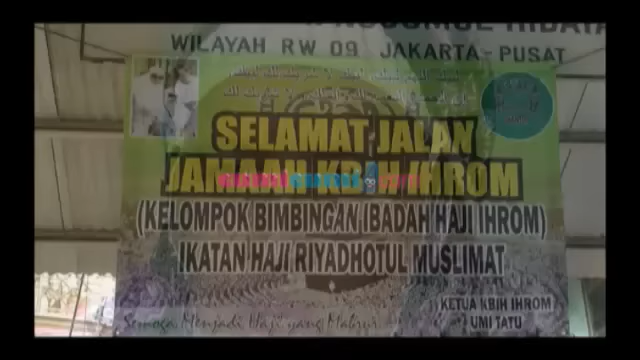 WILAYAH RW 09 JAKARTA-PUSAT
SELAMAT JALAN
JAMAAH KBIH IHROM
(KELOMPOK BIMBINGAN IBADAH HAJI IHROM)
IKATAN HAJI RIYADHOTUL MUSLIMAT
KETUA KBIH IHROM
UMI TATU
Semoga Menjadi Haji yang Mabrur